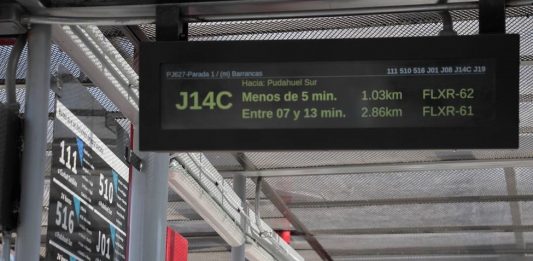 PJ627-Parada 1 / (m) Barrancas
111 510 516 J01 J08 J14C J19
Hacia: Pudahuel Sur
J14C
Menos de 5 min. 1.03km FLXR-62
Entre 07 y 13 min. 2.86km FLXR-61
111
510
516
J01